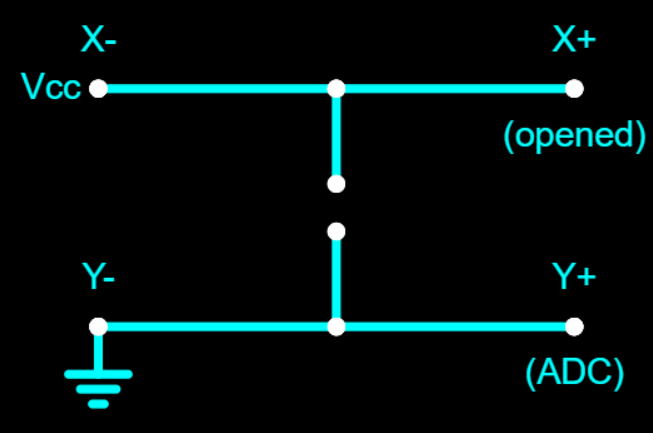 X-
X+
Vcc
(opened)
Y-
Y+
(ADC)